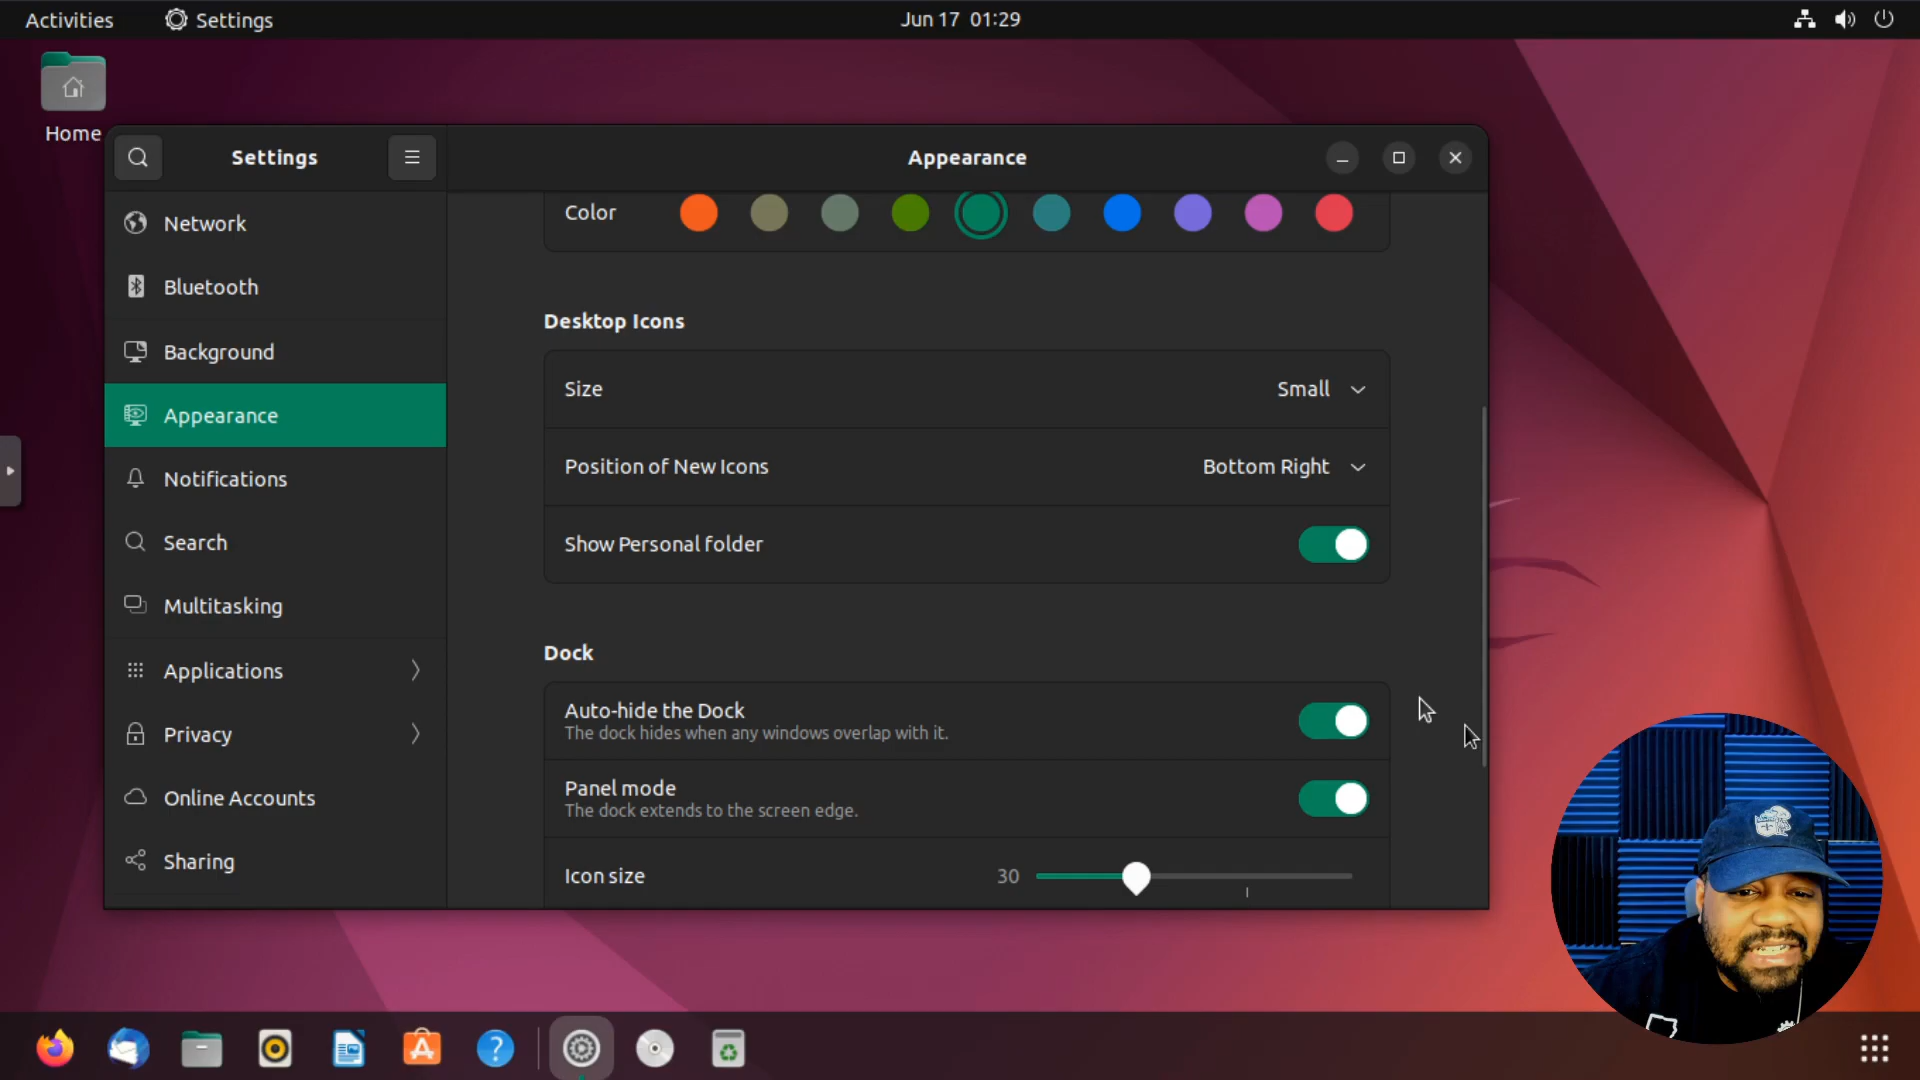 Activities
Settings
Jun 17 01:29
Home
Settings
Appearance
Network
Bluetooth
Background
Appearance
Notifications
Search
Multitasking
Applications
Privacy
Online Accounts
Sharing
Color
Desktop Icons
Size
Small
Position of New Icons
Bottom Right
Show Personal folder
Dock
Auto-hide the Dock
The dock hides when any windows overlap with it.
Panel mode
The dock extends to the screen edge.
Icon size
30